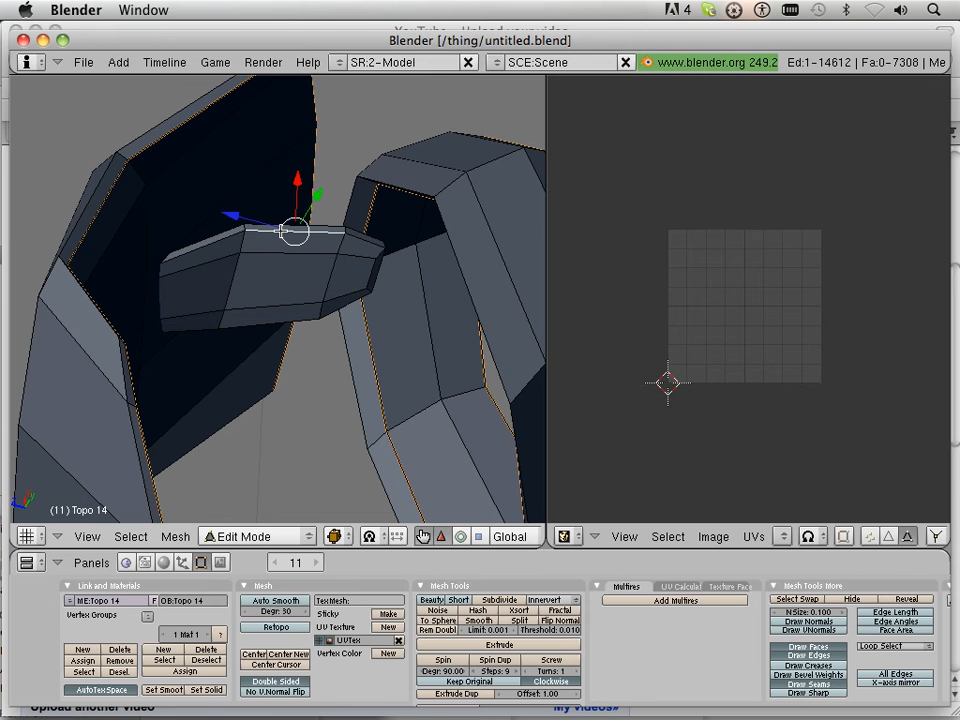 Blender Window
Blender [/thing/untitled.blend]
File Add Timeline Game Render Help SR:2-Model SCE:Scene www.blender.org 249.2 Ed:1-14612 | Fa:0-7308 | Me
(11) Topo 14
View Select Mesh Edit Mode Global View Select Image UVs
Panels 11
Link and Materials Mesh Mesh Tools Multires UV Calculat Texture Face Mesh Tools More
ME:Topo 14 F OB:Topo 14 Auto Smooth TexMesh: Beauty Short Subdivide Innervert Add Multires Select Swap Hide Reveal
Vertex Groups Degr: 30 Sticky Make Noise Hash Xsort Fractal NSize: 0.100 Edge Length
Retopo UV Texture New To Sphere Smooth Split Flip Normal Draw Normals Edge Angles
1 Mat 1 ? UVTex Rem Doubl Limit: 0.001 Threshold: 0.010 Draw VNormals Face Area
New Delete New Delete Center Center New Vertex Color New Extrude Draw Faces Loop Select
Assign Remove Select Deselect Center Cursor Spin Spin Dup Screw Draw Edges
Select Desel. Assign Double Sided Degr: 90.00 Steps: 9 Turns: 1 Draw Creases All Edges
AutoTexSpace Set Smoot Set Solid No V.Normal Flip Keep Original Clockwise Draw Bevel Weights X-axis mirror
Extrude Dup Offset: 1.00 Draw Seams
Draw Sharp
Upload another video My Videos»